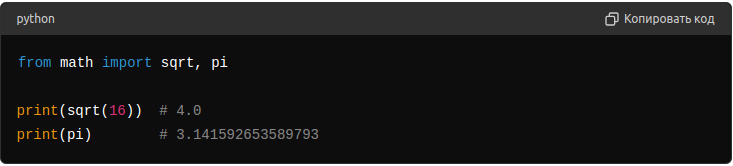 python
Копировать код
from math import sqrt, pi
print(sqrt(16))  # 4.0
print(pi)        # 3.141592653589793